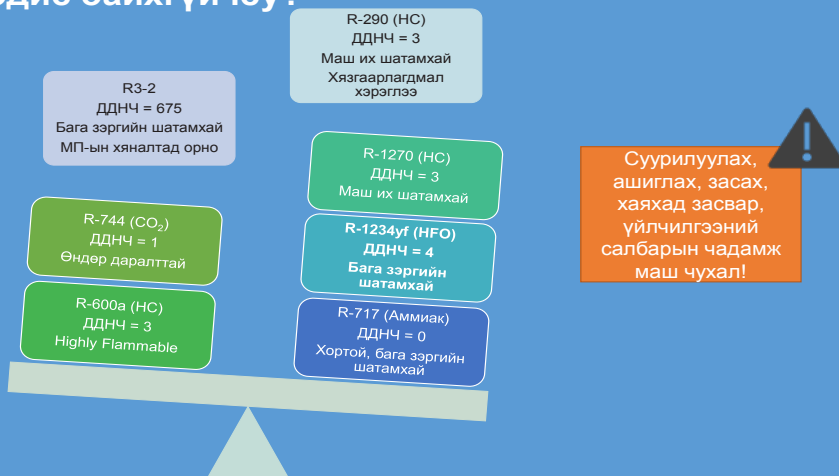 байхгүй юу?
R-290 (HC)
ДДНЧ = 3
Маш их шатамхай
Хязгаарлагдмал
хэрэглээ
R3-2
ДДНЧ = 675
Бага зэргийн шатамхай
МП-ын хяналтад орно
R-1270 (HC)
ДДНЧ = 3
Маш их шатамхай
R-744 (CO₂)
ДДНЧ = 1
Өндөр даралттай
R-1234yf (HFO)
ДДНЧ = 4
Бага зэргийн
шатамхай
R-600a (HC)
ДДНЧ = 3
Highly Flammable
R-717 (Аммиак)
ДДНЧ = 0
Хортой, бага зэргийн
шатамхай
Суурилуулах,
ашиглах, засах,
хаяхад засвар,
үйлчилгээний
салбарын чадамж
маш чухал!
!